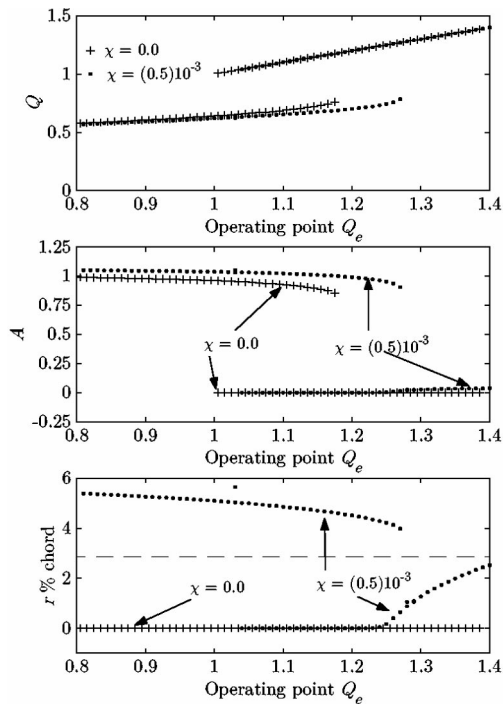 1.5
1
0.5
0
Q
+ χ = 0.0
▪ χ = (0.5)10⁻³
0.8 0.9 1 1.1 1.2 1.3 1.4
Operating point Qₑ
1.25
1
0.75
0.5
0.25
0
-0.25
A
χ = 0.0
χ = (0.5)10⁻³
0.8 0.9 1 1.1 1.2 1.3 1.4
Operating point Qₑ
6
4
2
0
r % chord
χ = 0.0
χ = (0.5)10⁻³
0.8 0.9 1 1.1 1.2 1.3 1.4
Operating point Qₑ